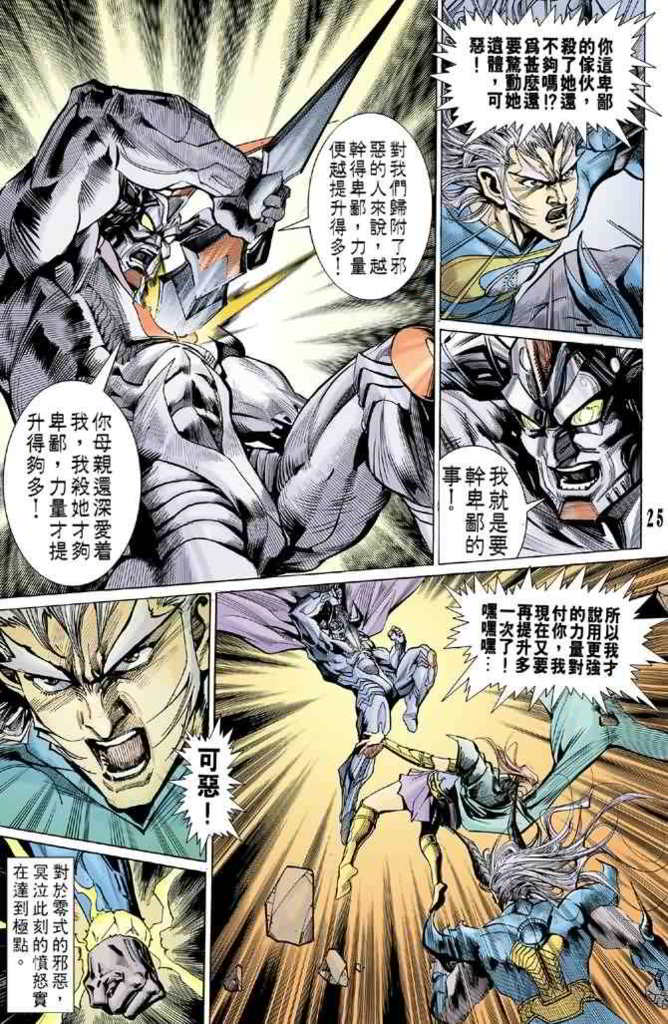 你這卑鄙
的傢伙，
殺了她還
不夠嗎!?
為甚麼還
要驚動她
遺體，可
惡！
對我們歸附了邪
惡的人來說，越
幹得卑鄙，力量
便越提升得多！
我就是要
幹卑鄙的
事！
你母親還深愛着
我，我殺她才夠
卑鄙，力量才提
升得夠多！
25
所以我才
說用更強
的力量對
付你，我
現在又要
再提升多
一次了！
嘿嘿嘿…
可惡！
對於零式的邪惡，
冥泣此刻的憤怒實
在達到極點。